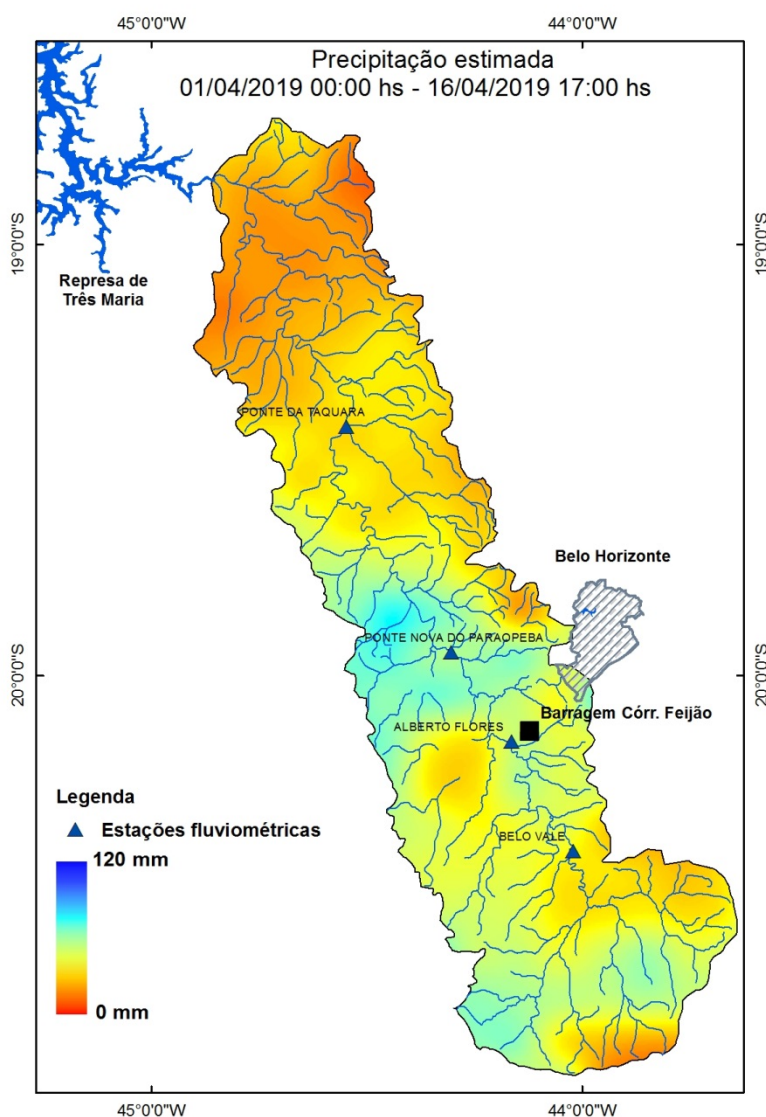 45°0'0"W
44°0'0"W
Precipitação estimada
01/04/2019 00:00 hs - 16/04/2019 17:00 hs
19°0'0"S
19°0'0"S
Represa de
Três Maria
PONTE DA TAQUARA
Belo Horizonte
PONTE NOVA DO PARAOPEBA
20°0'0"S
20°0'0"S
Barragem Córr. Feijão
ALBERTO FLORES
Legenda
Estações fluviométricas
BELO VALE
120 mm
0 mm
45°0'0"W
44°0'0"W